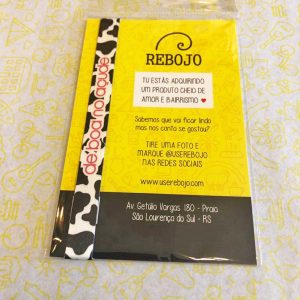 REBOJO
TU ESTÁS ADQUIRINDO
UM PRODUTO CHEIO DE
AMOR E BAIRRISMO
Sabemos que vai ficar lindo
mas nos conta se gostou?
TIRE UMA FOTO E
MARQUE @USEREBOJO
NAS REDES SOCIAIS
www.userebojo.com
Av. Getúlio Vargas 180 - Praia
São Lourenço do Sul - RS
de boa no açude